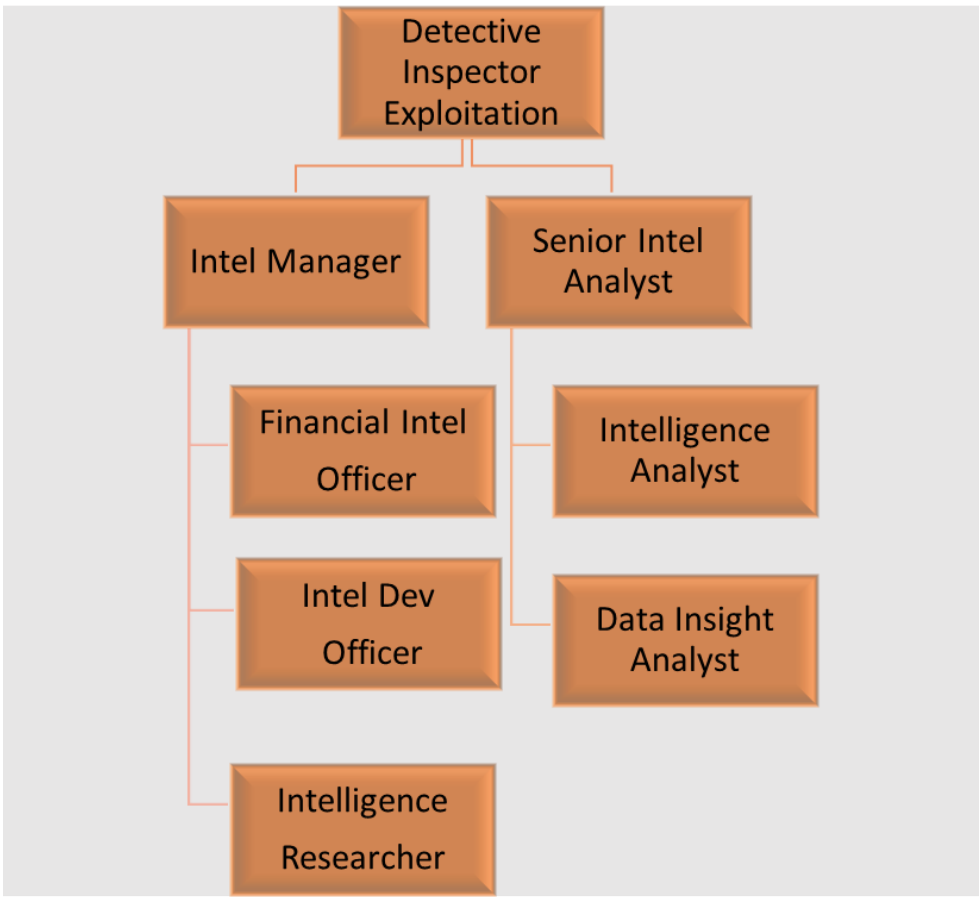 Detective
Inspector
Exploitation
Intel Manager
Senior Intel
Analyst
Financial Intel
Officer
Intelligence
Analyst
Intel Dev
Officer
Data Insight
Analyst
Intelligence
Researcher